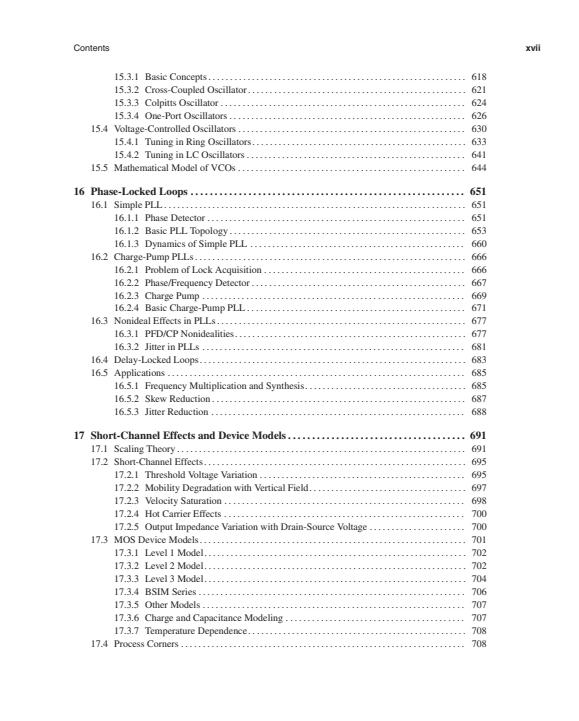 Contents xvii
15.3.1 Basic Concepts 618
15.3.2 Cross-Coupled Oscillator 621
15.3.3 Colpitts Oscillator 624
15.3.4 One-Port Oscillators 626
15.4 Voltage-Controlled Oscillators 630
15.4.1 Tuning in Ring Oscillators 633
15.4.2 Tuning in LC Oscillators 641
15.5 Mathematical Model of VCOs 644
16 Phase-Locked Loops 651
16.1 Simple PLL 651
16.1.1 Phase Detector 651
16.1.2 Basic PLL Topology 653
16.1.3 Dynamics of Simple PLL 660
16.2 Charge-Pump PLLs 666
16.2.1 Problem of Lock Acquisition 666
16.2.2 Phase/Frequency Detector 667
16.2.3 Charge Pump 669
16.2.4 Basic Charge-Pump PLL 671
16.3 Nonideal Effects in PLLs 677
16.3.1 PFD/CP Nonidealities 677
16.3.2 Jitter in PLLs 681
16.4 Delay-Locked Loops 683
16.5 Applications 685
16.5.1 Frequency Multiplication and Synthesis 685
16.5.2 Skew Reduction 687
16.5.3 Jitter Reduction 688
17 Short-Channel Effects and Device Models 691
17.1 Scaling Theory 691
17.2 Short-Channel Effects 695
17.2.1 Threshold Voltage Variation 695
17.2.2 Mobility Degradation with Vertical Field 697
17.2.3 Velocity Saturation 698
17.2.4 Hot Carrier Effects 700
17.2.5 Output Impedance Variation with Drain-Source Voltage 700
17.3 MOS Device Models 701
17.3.1 Level 1 Model 702
17.3.2 Level 2 Model 702
17.3.3 Level 3 Model 704
17.3.4 BSIM Series 706
17.3.5 Other Models 707
17.3.6 Charge and Capacitance Modeling 707
17.3.7 Temperature Dependence 708
17.4 Process Corners 708